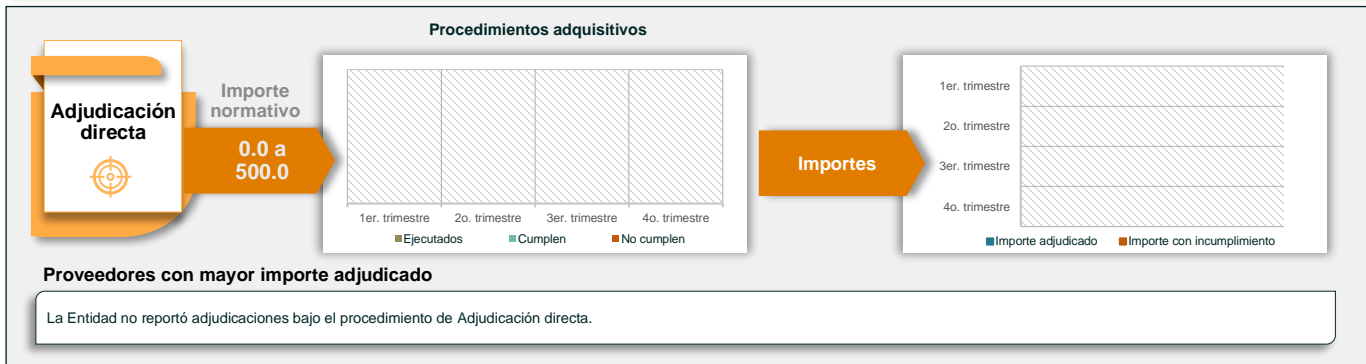 Procedimientos adquisitivos
Adjudicación
directa
Importe
normativo
0.0 a
500.0
1er. trimestre
2o. trimestre
3er. trimestre
4o. trimestre
Ejecutados
Cumplen
No cumplen
Importes
1er. trimestre
2o. trimestre
3er. trimestre
4o. trimestre
Importe adjudicado
Importe con incumplimiento
Proveedores con mayor importe adjudicado
La Entidad no reportó adjudicaciones bajo el procedimiento de Adjudicación directa.